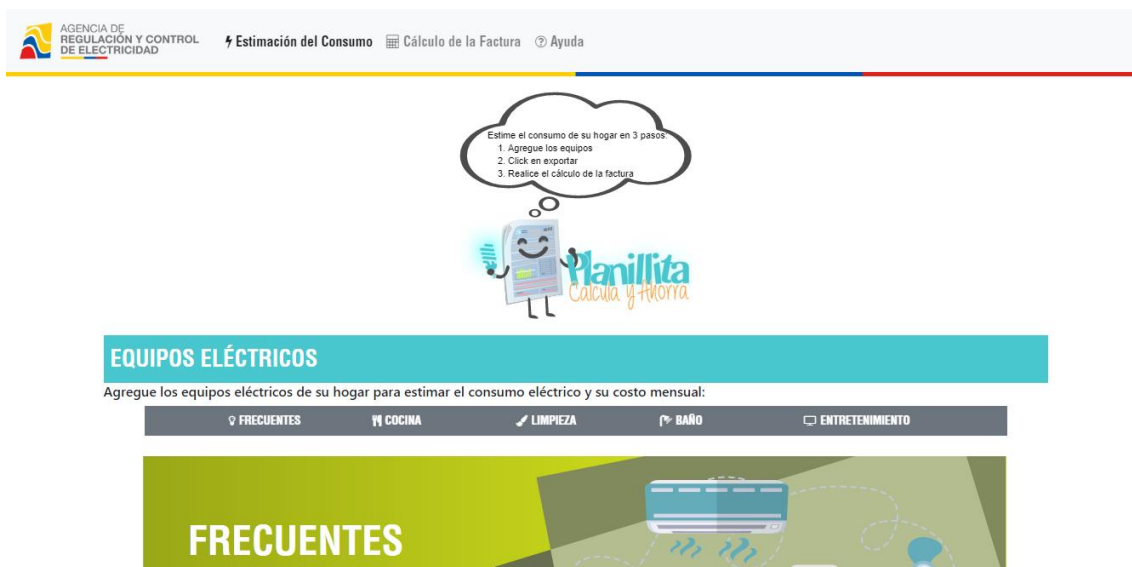 AGENCIA DE
REGULACIÓN Y CONTROL
DE ELECTRICIDAD
Estimación del Consumo
Cálculo de la Factura
Ayuda
Estime el consumo de su hogar en 3 pasos:
1. Agregue los equipos
2. Click en exportar
3. Realice el cálculo de la factura
Planillita
Calcula y Ahorra
EQUIPOS ELÉCTRICOS
Agregue los equipos eléctricos de su hogar para estimar el consumo eléctrico y su costo mensual:
FRECUENTES
COCINA
LIMPIEZA
BAÑO
ENTRETENIMIENTO
FRECUENTES